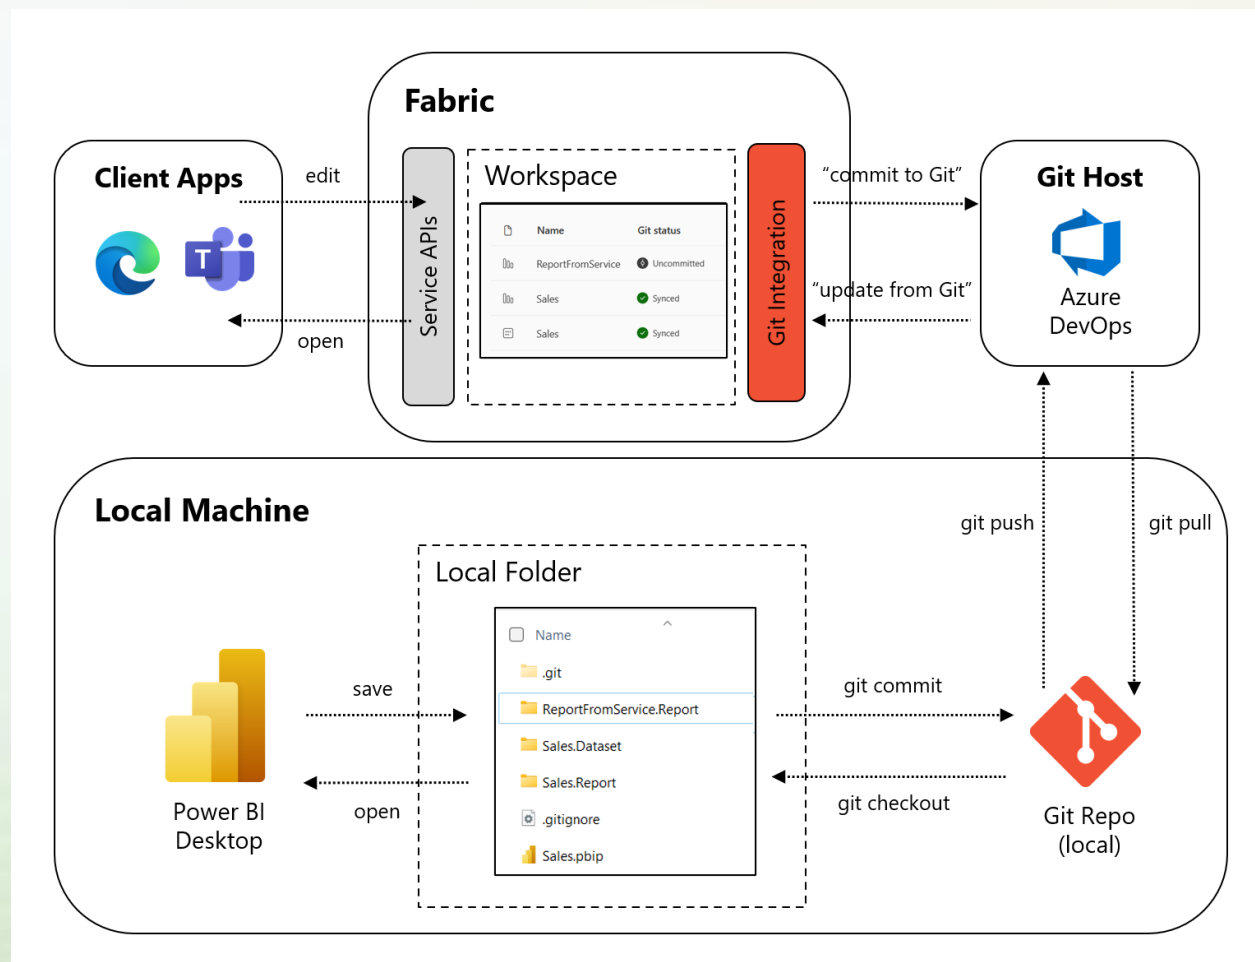 Fabric
Client Apps
edit
open
T
Service APIs
Workspace
Name Git status
ReportFromService Uncommitted
Sales Synced
Sales Synced
Git Integration
“commit to Git”
“update from Git”
Git Host
Azure
DevOps
git push
git pull
Local Machine
Local Folder
Name
.git
ReportFromService.Report
Sales.Dataset
Sales.Report
.gitignore
Sales.pbip
save
open
Power BI
Desktop
git commit
git checkout
Git Repo
(local)